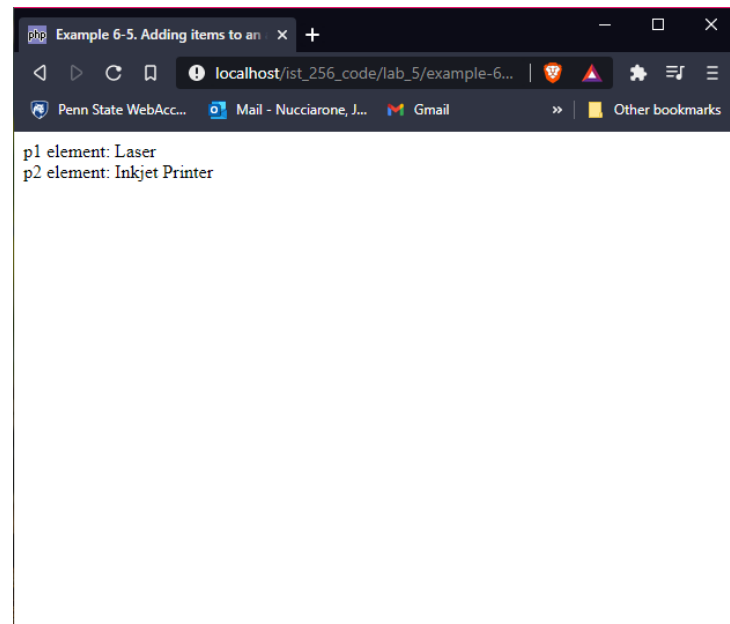 php Example 6-5. Adding items to an
localhost/ist_256_code/lab_5/example-6...
Penn State WebAcc... Mail - Nucciarone, J... Gmail » Other bookmarks
p1 element: Laser
p2 element: Inkjet Printer